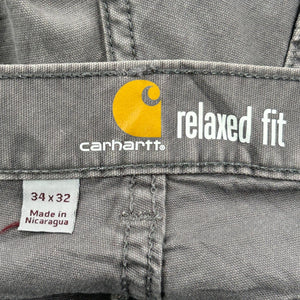 carhartt®
relaxed fit
34 x 32
Made in
Nicaragua